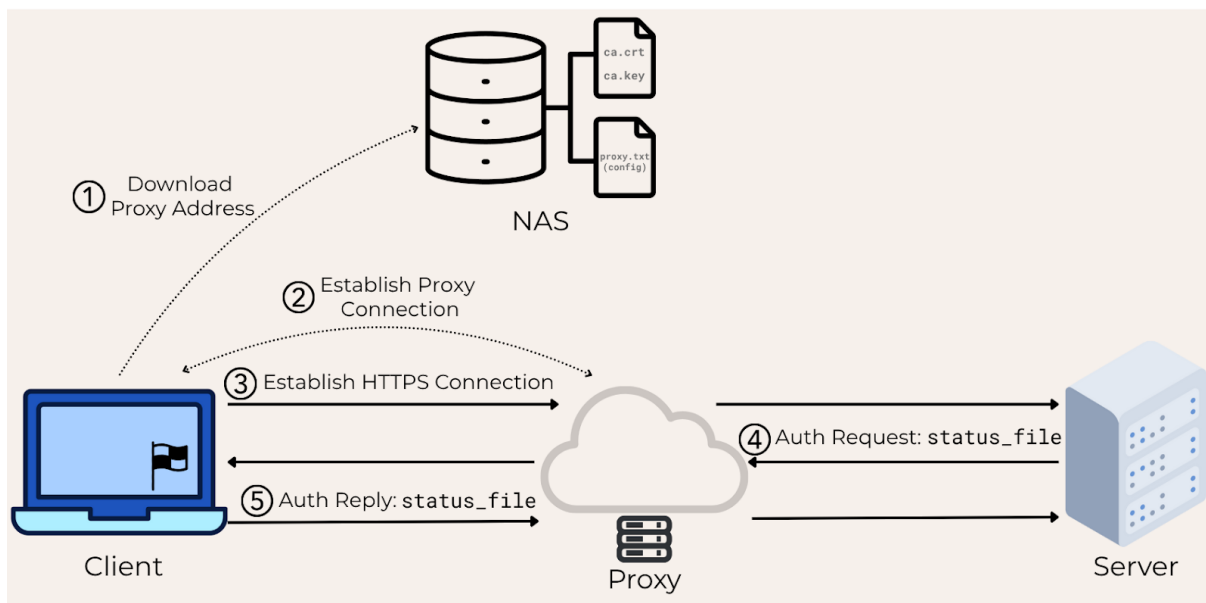 ca.crt
ca.key
proxy.txt
(config)
NAS
① Download
Proxy Address
② Establish Proxy
Connection
③ Establish HTTPS Connection
④ Auth Request: status_file
⑤ Auth Reply: status_file
Client
Proxy
Server